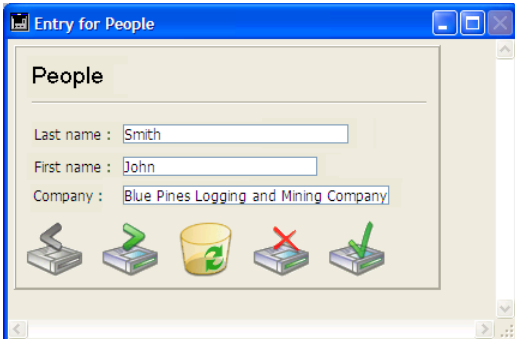 Entry for People
People
Last name : Smith
First name : John
Company : Blue Pines Logging and Mining Company